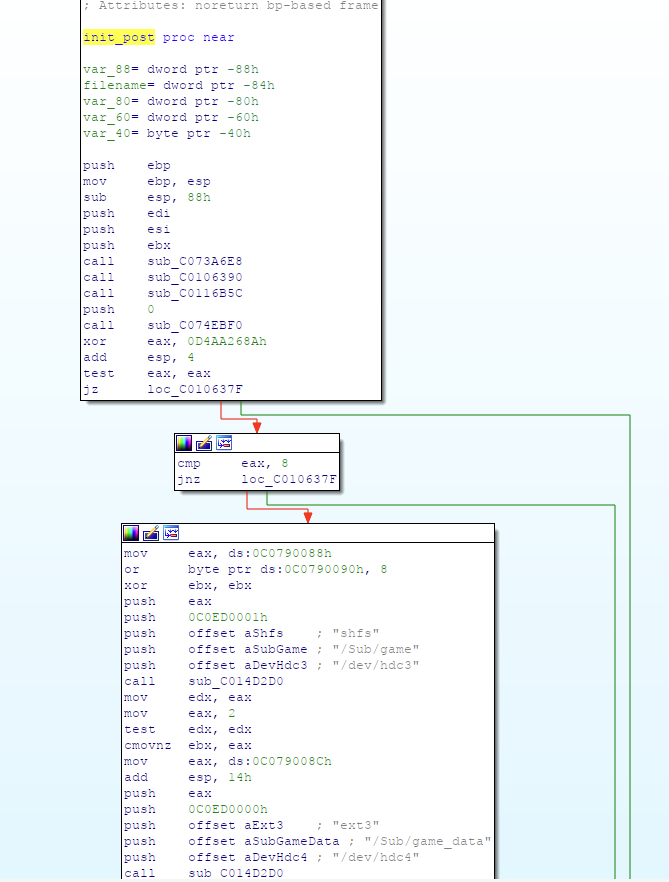 ; Attributes: noreturn bp-based frame
init_post proc near
var_88= dword ptr -88h
filename= dword ptr -84h
var_80= dword ptr -80h
var_60= dword ptr -60h
var_40= byte ptr -40h
push ebp
mov ebp, esp
sub esp, 88h
push edi
push esi
push ebx
call sub_C073A6E8
call sub_C0106390
call sub_C0116B5C
push 0
call sub_C074EBF0
xor eax, 0D4AA268Ah
add esp, 4
test eax, eax
jz loc_C010637F
cmp eax, 8
jnz loc_C010637F
mov eax, ds:0C0790088h
or byte ptr ds:0C0790090h, 8
xor ebx, ebx
push eax
push 0C0ED0001h
push offset aShfs ; "shfs"
push offset aSubGame ; "/Sub/game"
push offset aDevHdc3 ; "/dev/hdc3"
call sub_C014D2D0
mov edx, eax
mov eax, 2
test edx, edx
cmovnz ebx, eax
mov eax, ds:0C079008Ch
add esp, 14h
push eax
push 0C0ED0000h
push offset aExt3 ; "ext3"
push offset aSubGameData ; "/Sub/game_data"
push offset aDevHdc4 ; "/dev/hdc4"
call sub_C014D2D0